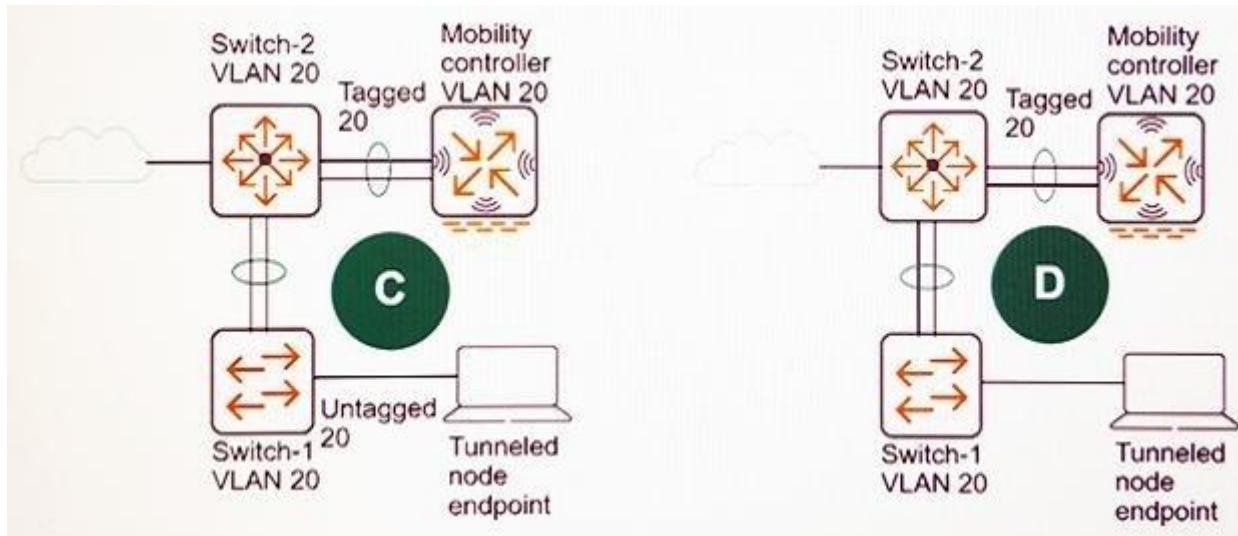 Switch-2
VLAN 20
Tagged
20
Mobility
controller
VLAN 20
C
Untagged
20
Switch-1
VLAN 20
Tunneled
node
endpoint
Switch-2
VLAN 20
Tagged
20
Mobility
controller
VLAN 20
D
Switch-1
VLAN 20
Tunneled
node
endpoint